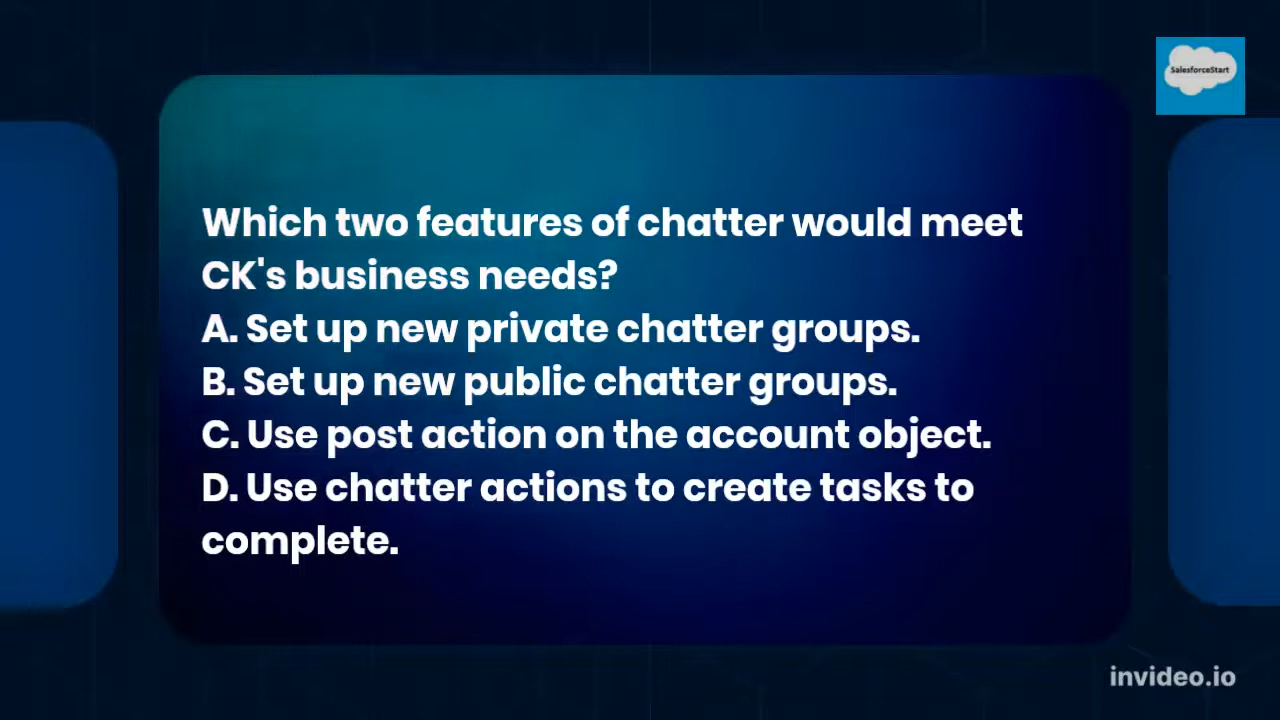 SalesforceStart
Which two features of chatter would meet
CK's business needs?
A. Set up new private chatter groups.
B. Set up new public chatter groups.
C. Use post action on the account object.
D. Use chatter actions to create tasks to
complete.
invideo.io